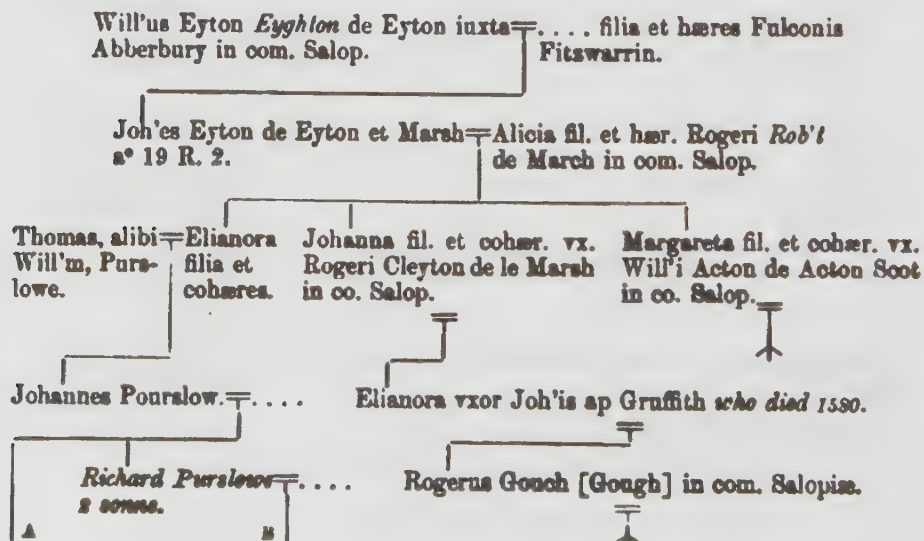 Will'us Eyton Eyghton de Eyton iuxta
Abberbury in com. Salop.
.... filia et hæres Fulconis
Fitzwarrin.
Joh'es Eyton de Eyton et Marsh
a° 19 R. 2.
Alicia fil. et hær. Rogeri Rob't
de March in com. Salop.
Thomas, alibi
Will'm, Purs-
lowe.
Elianora
filia et
cohæres.
Johanna fil. et cohær. vx.
Rogeri Cleyton de le Marsh
in co. Salop.
Margareta fil. et cohær. vx.
Will'i Acton de Acton Scot
in co. Salop.
Johannes Pourslow.
....
Elianora vxor Joh'is ap Gruffith who died 1580.
Richard Purslowe
2 sonne.
....
Rogerus Gouch [Gough] in com. Salopiæ.
A
B